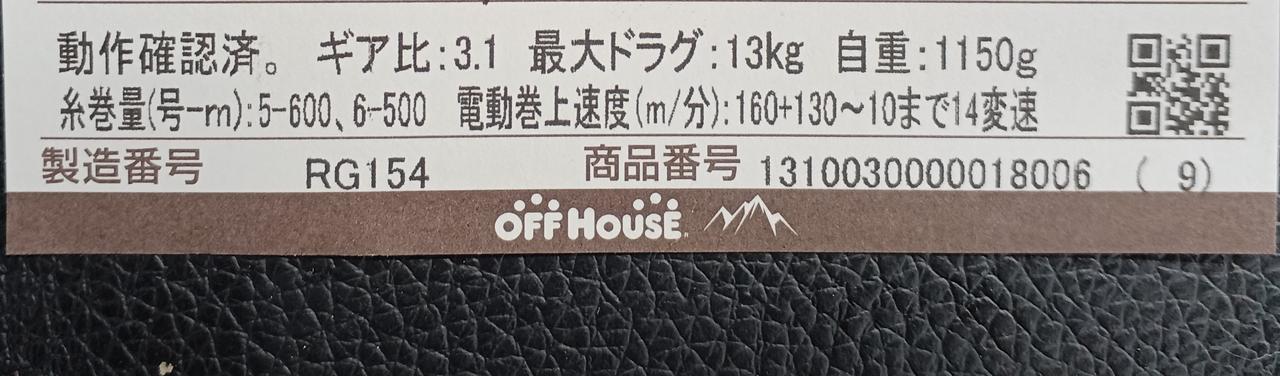 動作確認済。 ギア比:3.1 最大ドラグ:13kg 自重:1150g
糸巻量(号-m):5-600、6-500 電動巻上速度(m/分):160+130～10まで14変速
製造番号 RG154 商品番号 1310030000018006 ( 9)
OFF HOUSE